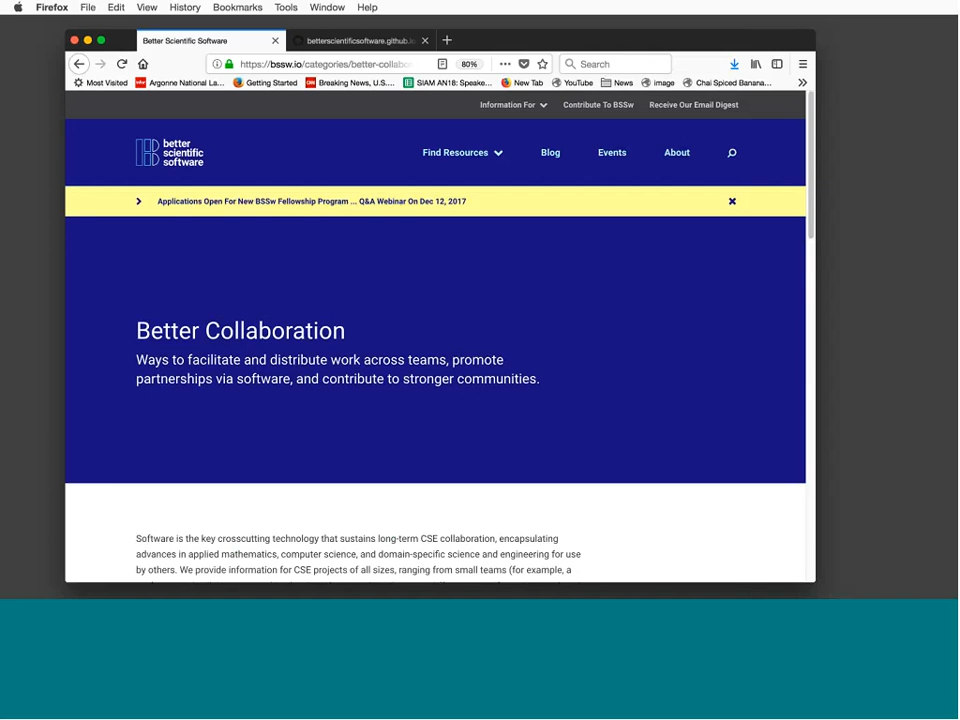 Firefox File Edit View History Bookmarks Tools Window Help
Better Scientific Software
betterscientificsoftware.github.i
https://bssw.io/categories/better-collabo
80%
Search
Most Visited Argonne National La... Getting Started Breaking News, U.S.... SIAM AN18: Speake... New Tab YouTube News image Chai Spiced Banana...
Information For Contribute To BSSw Receive Our Email Digest
better
scientific
software
Find Resources Blog Events About
Applications Open For New BSSw Fellowship Program ... Q&A Webinar On Dec 12, 2017
Better Collaboration
Ways to facilitate and distribute work across teams, promote
partnerships via software, and contribute to stronger communities.
Software is the key crosscutting technology that sustains long-term CSE collaboration, encapsulating
advances in applied mathematics, computer science, and domain-specific science and engineering for use
by others. We provide information for CSE projects of all sizes, ranging from small teams (for example, a